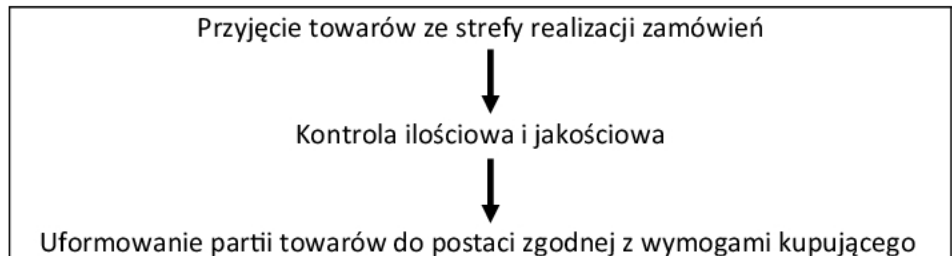 Przyjęcie towarów ze strefy realizacji zamówień
Kontrola ilościowa i jakościowa
Uformowanie partii towarów do postaci zgodnej z wymogami kupującego